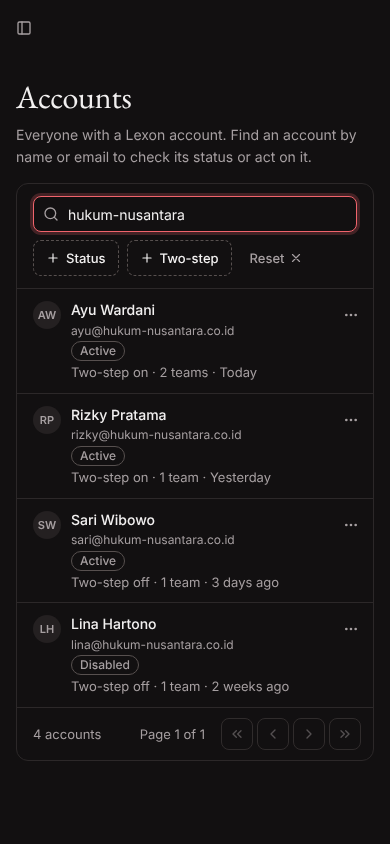 Accounts
Everyone with a Lexon account. Find an account by
name or email to check its status or act on it.
hukum-nusantara
+ Status
+ Two-step
Reset
AW
Ayu Wardani
ayu@hukum-nusantara.co.id
Active
Two-step on · 2 teams · Today
RP
Rizky Pratama
rizky@hukum-nusantara.co.id
Active
Two-step on · 1 team · Yesterday
SW
Sari Wibowo
sari@hukum-nusantara.co.id
Active
Two-step off · 1 team · 3 days ago
LH
Lina Hartono
lina@hukum-nusantara.co.id
Disabled
Two-step off · 1 team · 2 weeks ago
4 accounts
Page 1 of 1